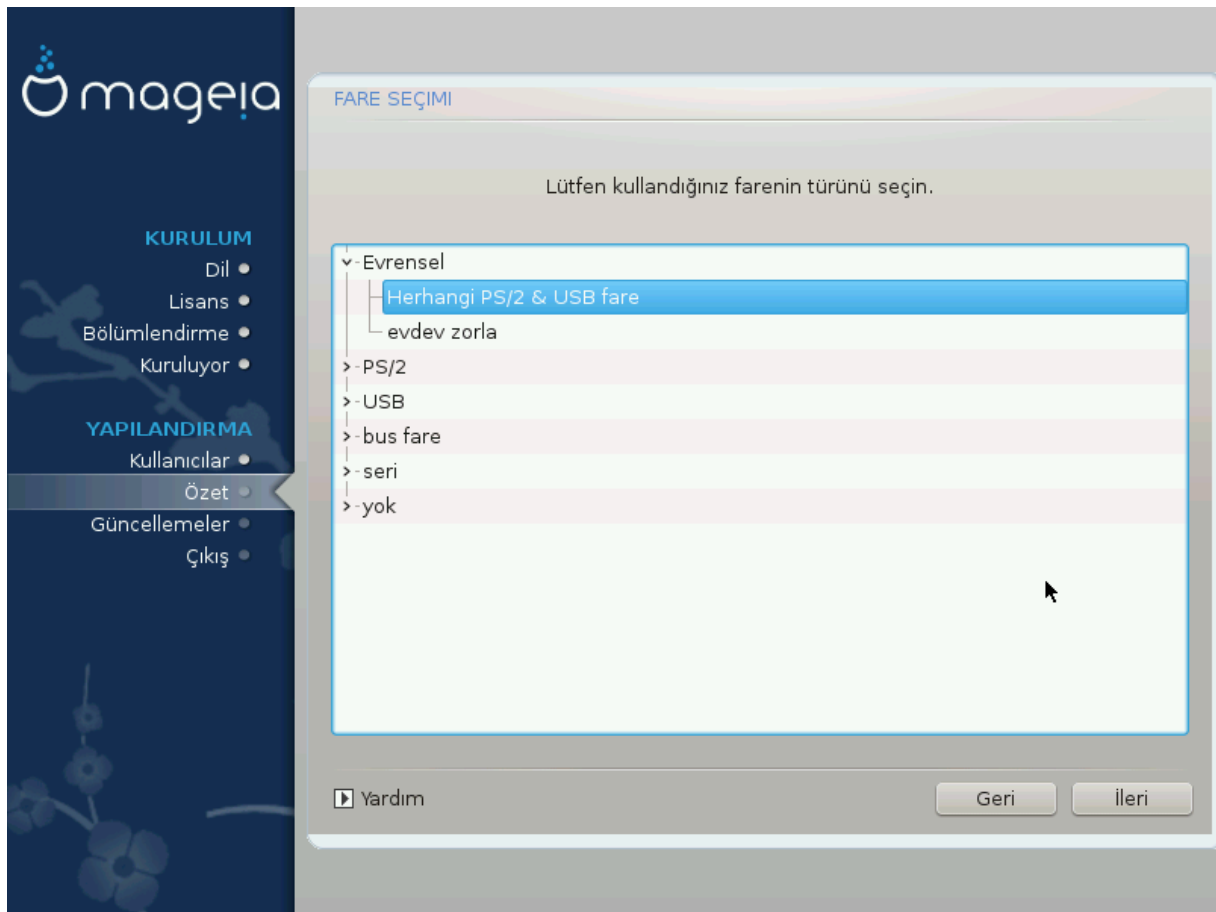 mageia
KURULUM
Dil
Lisans
Bölümlendirme
Kuruluyor
YAPILANDIRMA
Kullanıcılar
Özet
Güncellemeler
Çıkış
FARE SEÇIMI
Lütfen kullandığınız farenin türünü seçin.
Evrensel
Herhangi PS/2 & USB fare
evdev zorla
PS/2
USB
bus fare
seri
yok
Yardım
Geri
İleri